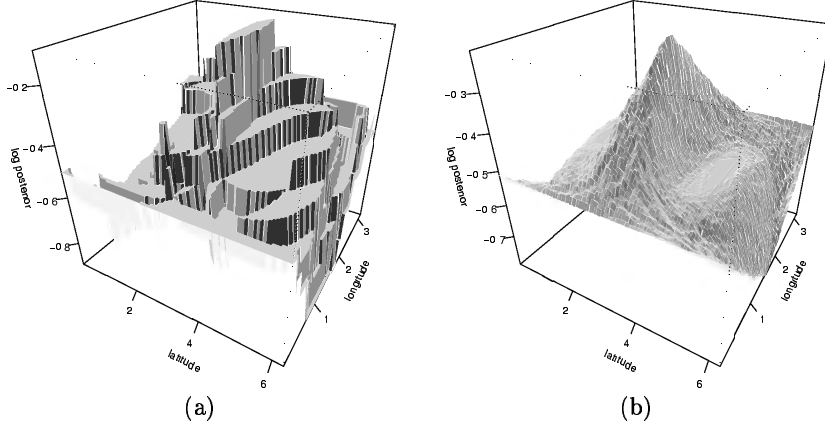 -0.2
-0.4
-0.6
-0.8
log posterior
2
4
6
latitude
1
2
3
longitude
(a)
-0.3
-0.4
-0.5
-0.6
-0.7
log posterior
2
4
6
latitude
1
2
3
longitude
(b)